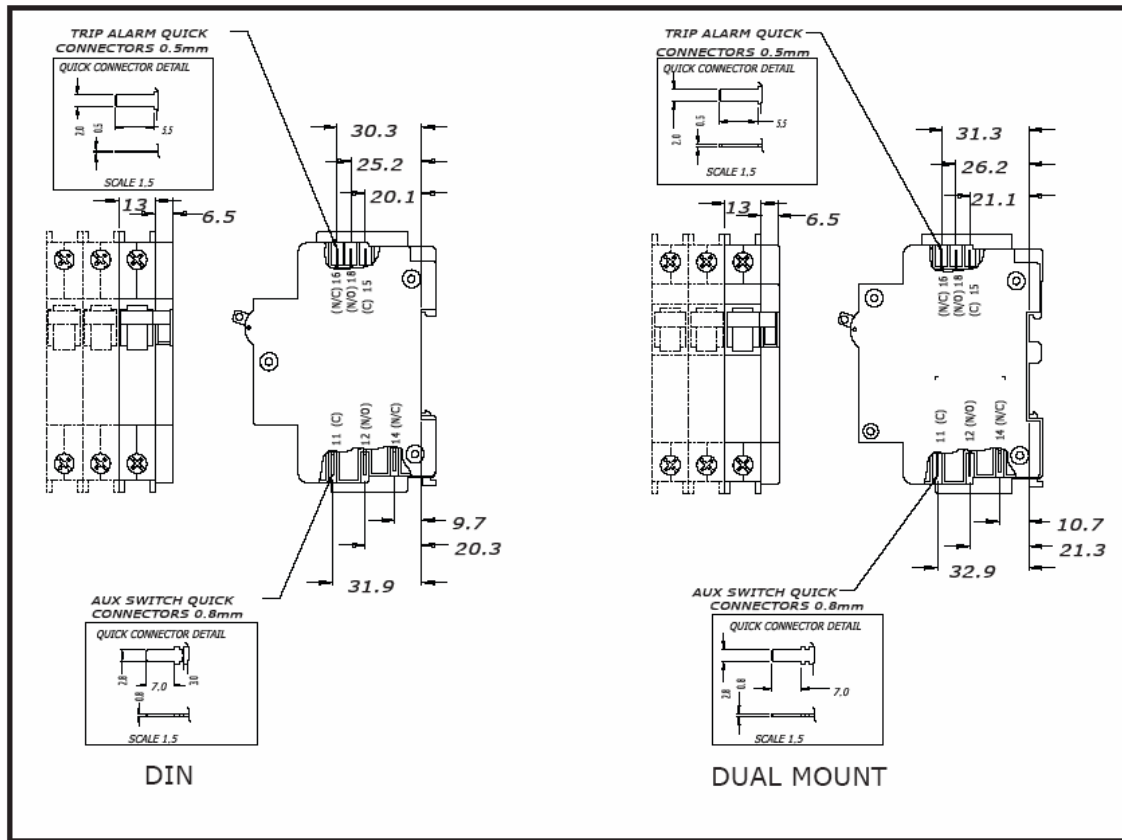 TRIP ALARM QUICK
CONNECTORS 0.5mm
QUICK CONNECTOR DETAIL
2.0
0.5
5.5
SCALE 1,5
30.3
25.2
20.1
13
6.5
(N/C) 16
(N/O) 18
(C) 15
11 (C)
12 (N/O)
14 (N/C)
9.7
20.3
31.9
AUX SWITCH QUICK
CONNECTORS 0.8mm
QUICK CONNECTOR DETAIL
2.8
7.0
3.0
0.8
SCALE 1,5
DIN
TRIP ALARM QUICK
CONNECTORS 0.5mm
QUICK CONNECTOR DETAIL
2.0
0.5
5.5
SCALE 1,5
31.3
26.2
21.1
13
6.5
(N/C) 16
(N/O) 18
(C) 15
11 (C)
12 (N/O)
14 (N/C)
10.7
21.3
32.9
AUX SWITCH QUICK
CONNECTORS 0.8mm
QUICK CONNECTOR DETAIL
2.8
0.8
7.0
SCALE 1,5
DUAL MOUNT